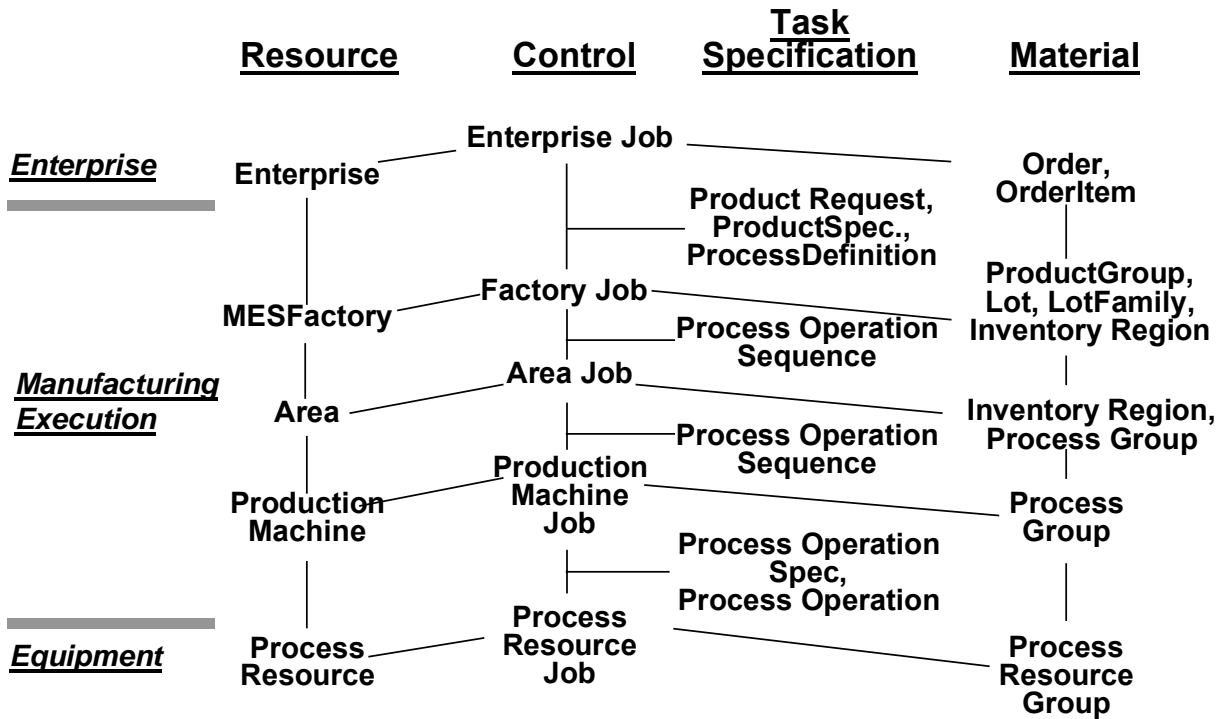 Task
Resource Control Specification Material
Enterprise Job
Enterprise
Enterprise
Order,
OrderItem
Product Request,
ProductSpec.,
ProcessDefinition
Factory Job
MESFactory
ProductGroup,
Lot, LotFamily,
Inventory Region
Process Operation
Sequence
Area Job
Manufacturing
Execution
Area
Inventory Region,
Process Group
Process Operation
Sequence
Production
Machine
Job
Production
Machine
Process
Group
Process Operation
Spec,
Process Operation
Process
Resource
Job
Equipment
Process
Resource
Process
Resource
Group